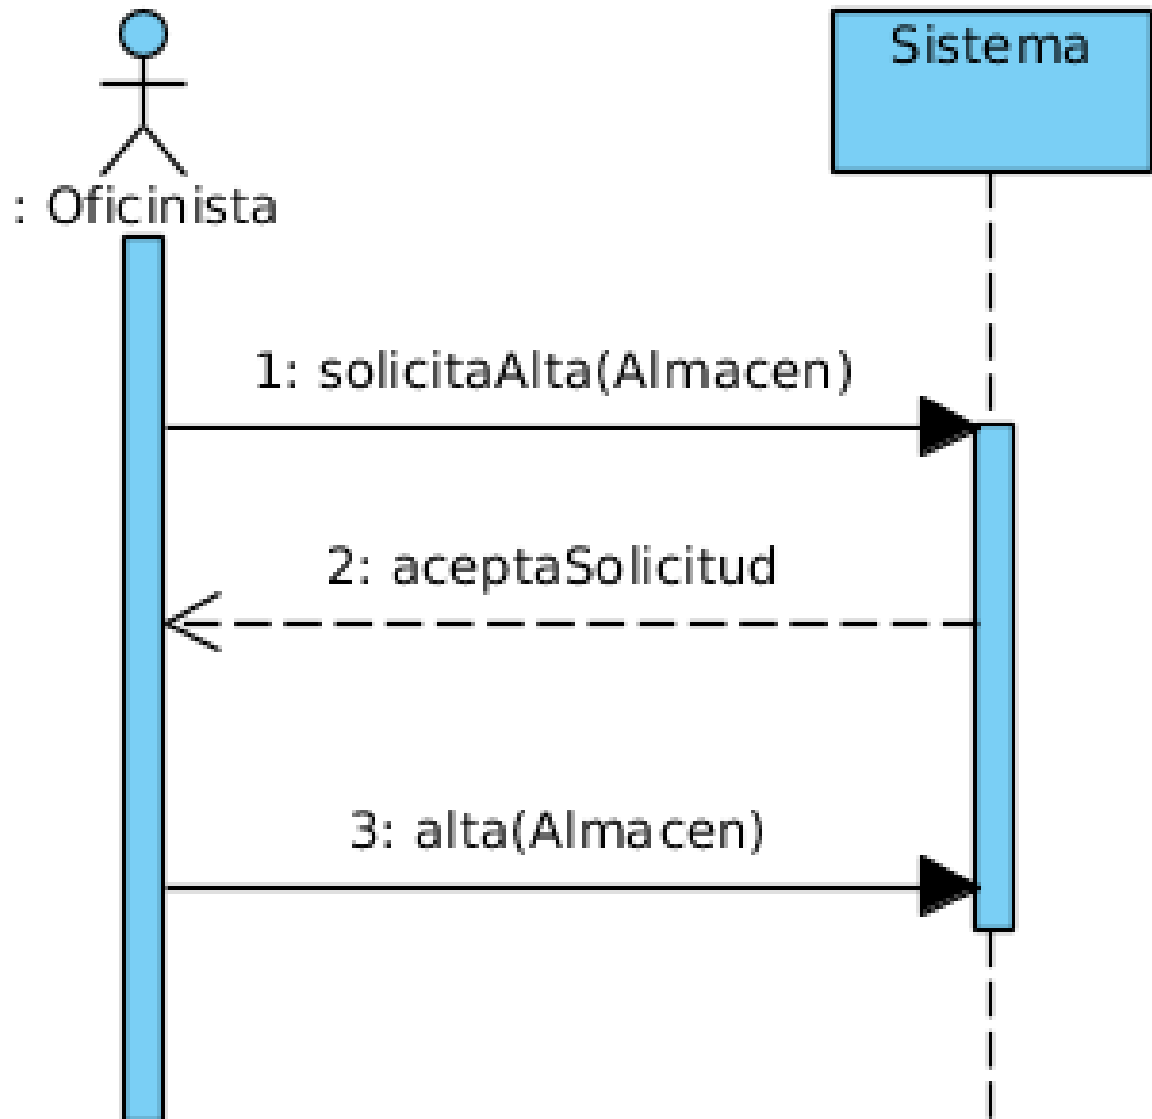 Sistema
: Oficinista
1: solicitaAlta(Almacen)
2: aceptaSolicitud
3: alta(Almacen)